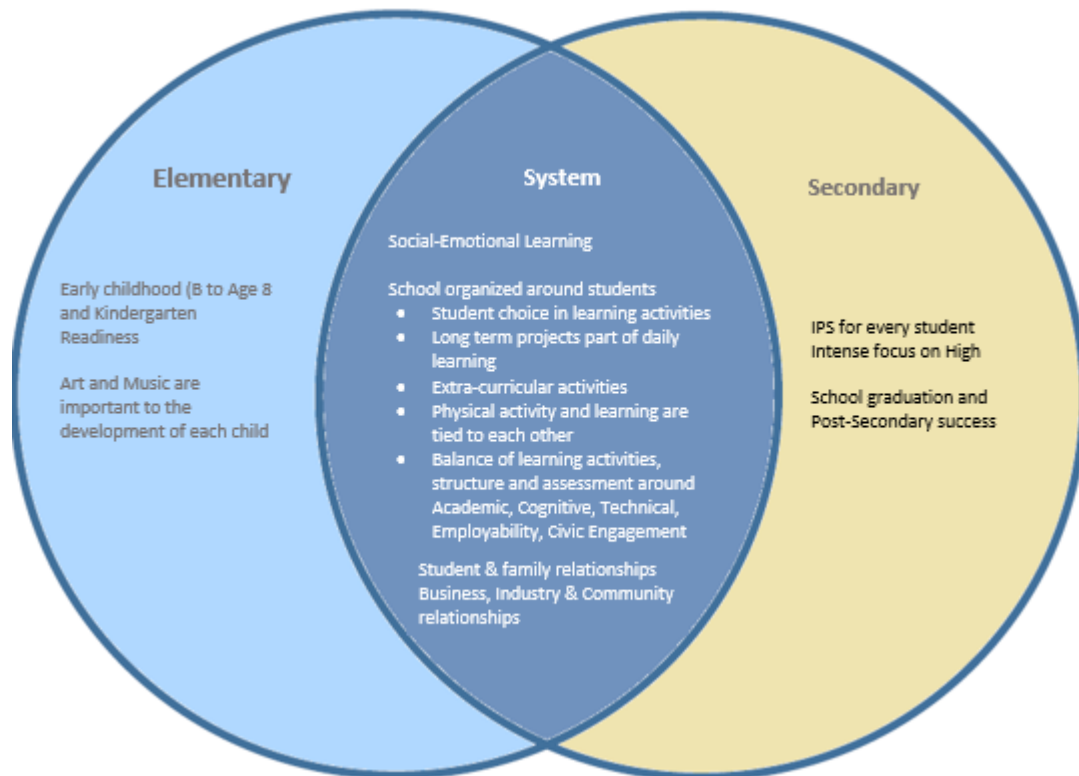 Elementary
Early childhood (B to Age 8
and Kindergarten
Readiness
Art and Music are
important to the
development of each child
System
Social-Emotional Learning
School organized around students
• Student choice in learning activities
• Long term projects part of daily
learning
• Extra-curricular activities
• Physical activity and learning are
tied to each other
• Balance of learning activities,
structure and assessment around
Academic, Cognitive, Technical,
Employability, Civic Engagement
Student & family relationships
Business, Industry & Community
relationships
Secondary
IPS for every student
Intense focus on High
School graduation and
Post-Secondary success